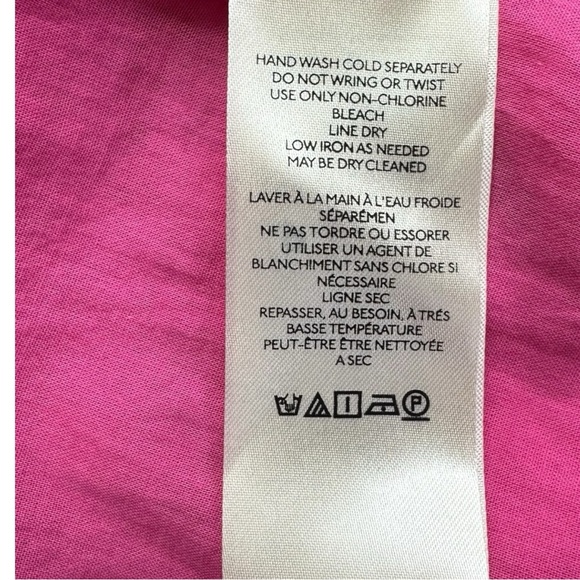 HAND WASH COLD SEPARATELY
DO NOT WRING OR TWIST
USE ONLY NON-CHLORINE
BLEACH
LINE DRY
LOW IRON AS NEEDED
MAY BE DRY CLEANED
LAVER À LA MAIN À L'EAU FROIDE
SÉPARÉMEN
NE PAS TORDRE OU ESSORER
UTILISER UN AGENT DE
BLANCHIMENT SANS CHLORE SI
NÉCESSAIRE
LIGNE SEC
REPASSER, AU BESOIN, À TRÉS
BASSE TEMPÉRATURE
PEUT-ÊTRE ÊTRE NETTOYÉE
A SEC
P